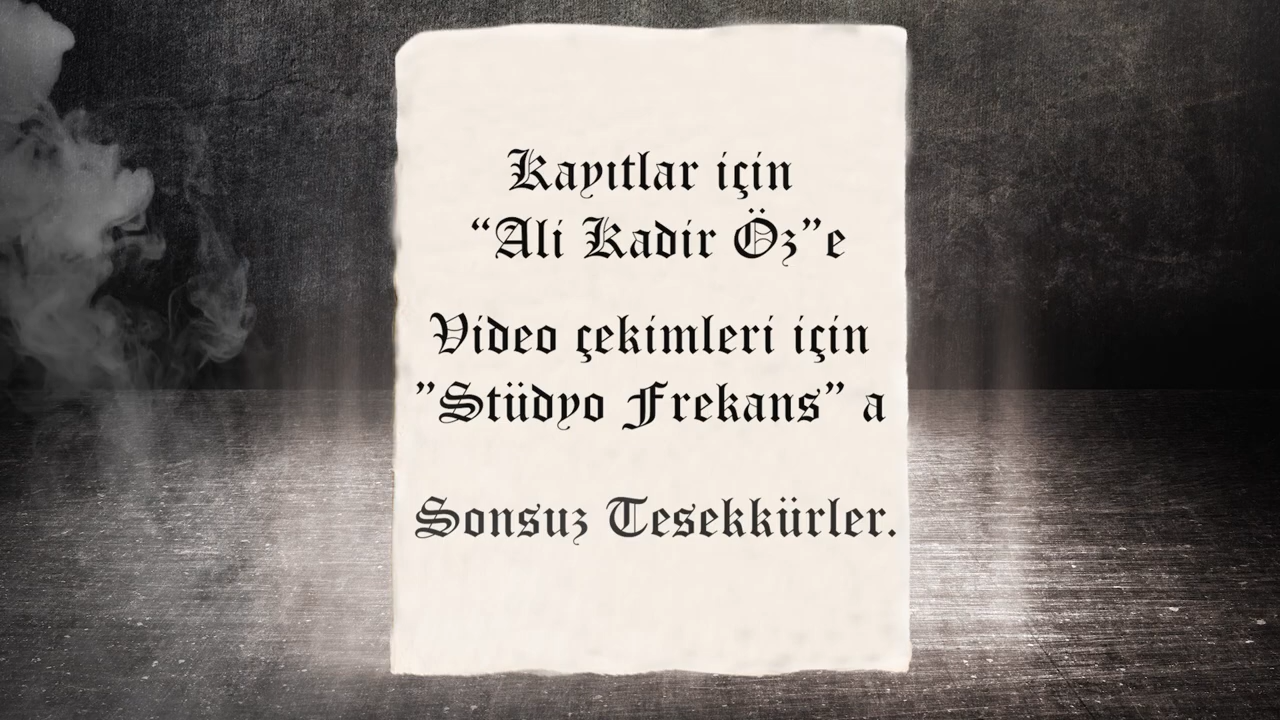 Kayıtlar için
“Ali Kadir Öz”e
Video çekimleri için
”Stüdyo Frekans” a
Sonsuz Tesekkürler.